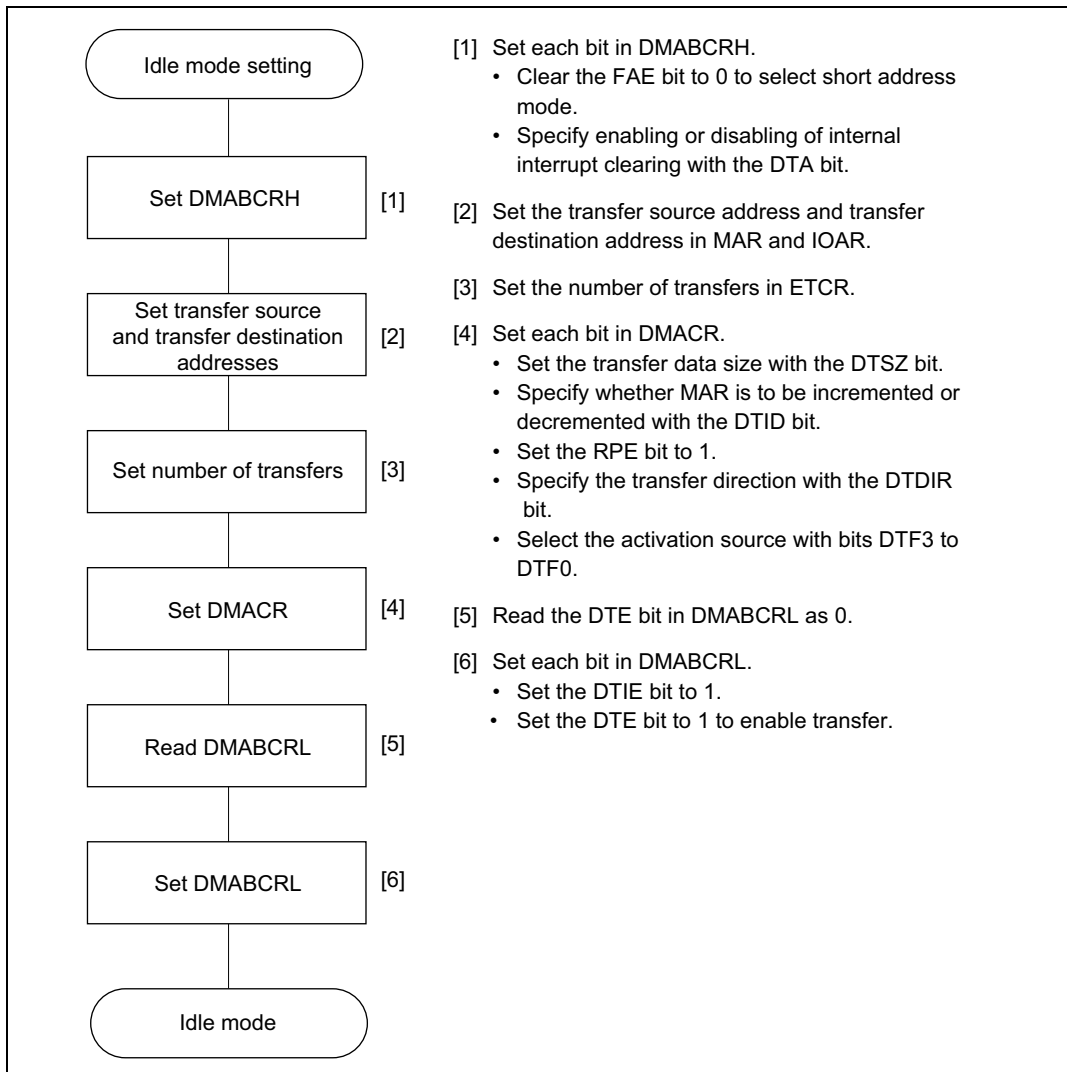 Idle mode setting
Set DMABCRH [1]
Set transfer source
and transfer destination
addresses
[2]
Set number of transfers [3]
Set DMACR [4]
Read DMABCRL [5]
Set DMABCRL [6]
Idle mode
[1] Set each bit in DMABCRH.
• Clear the FAE bit to 0 to select short address
mode.
• Specify enabling or disabling of internal
interrupt clearing with the DTA bit.
[2] Set the transfer source address and transfer
destination address in MAR and IOAR.
[3] Set the number of transfers in ETCR.
[4] Set each bit in DMACR.
• Set the transfer data size with the DTSZ bit.
• Specify whether MAR is to be incremented or
decremented with the DTID bit.
• Set the RPE bit to 1.
• Specify the transfer direction with the DTDIR
bit.
• Select the activation source with bits DTF3 to
DTF0.
[5] Read the DTE bit in DMABCRL as 0.
[6] Set each bit in DMABCRL.
• Set the DTIE bit to 1.
• Set the DTE bit to 1 to enable transfer.